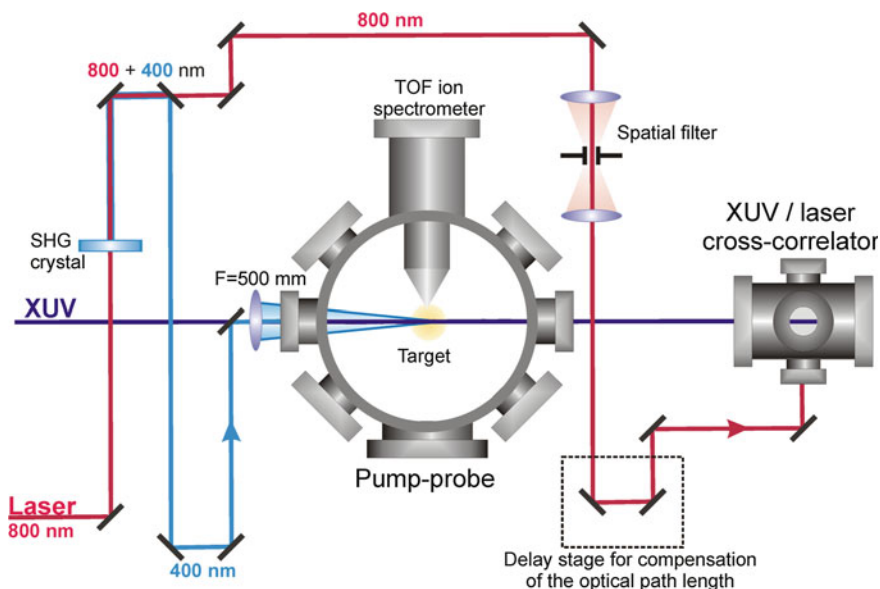 800 nm
800 + 400 nm
TOF ion
spectrometer
Spatial filter
XUV / laser
cross-correlator
SHG
crystal
F=500 mm
XUV
Target
Pump-probe
Laser
800 nm
400 nm
Delay stage for compensation
of the optical path length